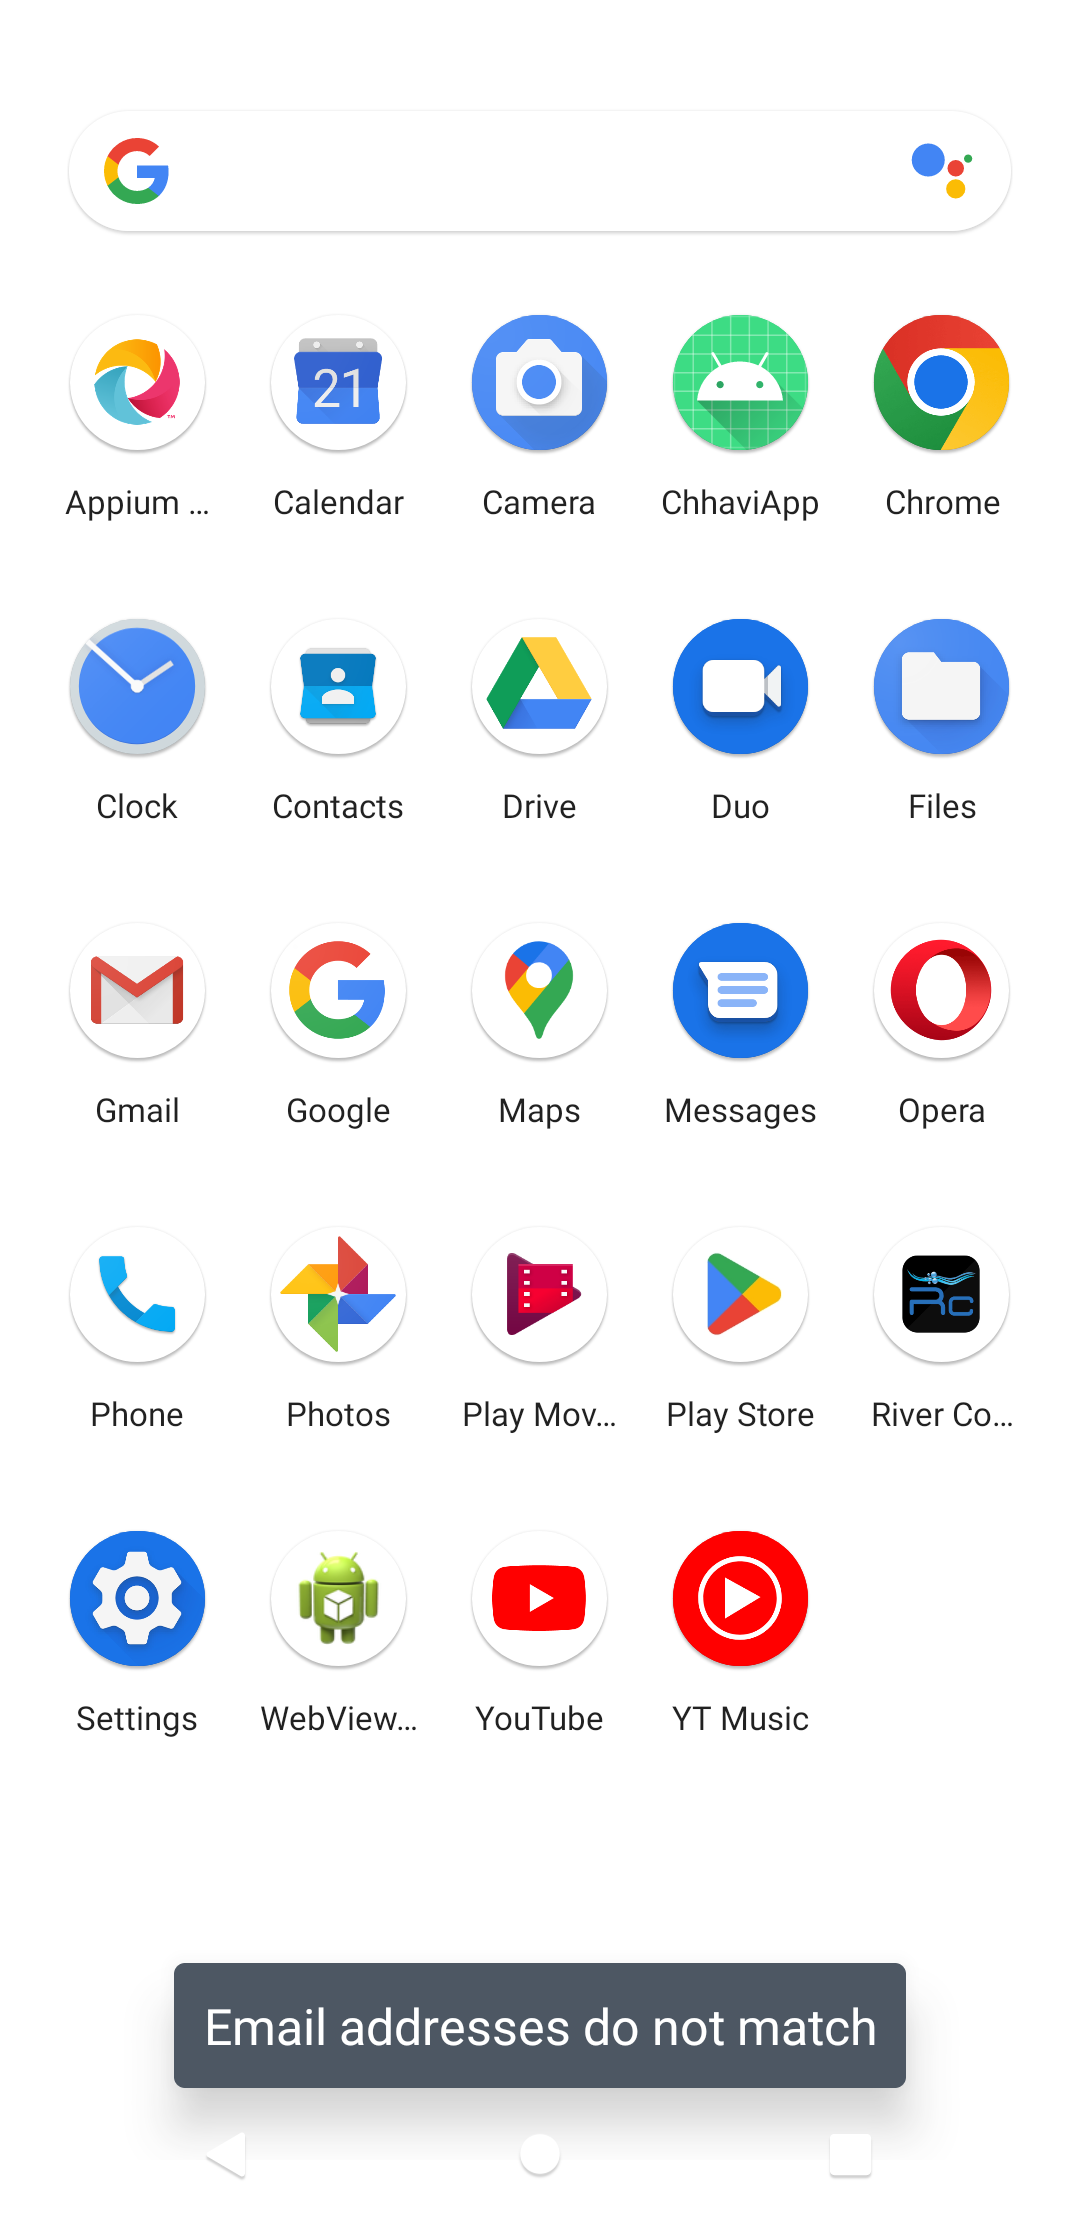 Appium ...
21
Calendar
Camera
ChhaviApp
Chrome
Clock
Contacts
Drive
Duo
Files
Gmail
Google
Maps
Messages
Opera
Phone
Photos
Play Mov...
Play Store
Rc
River Co...
Settings
WebView...
YouTube
YT Music
Email addresses do not match